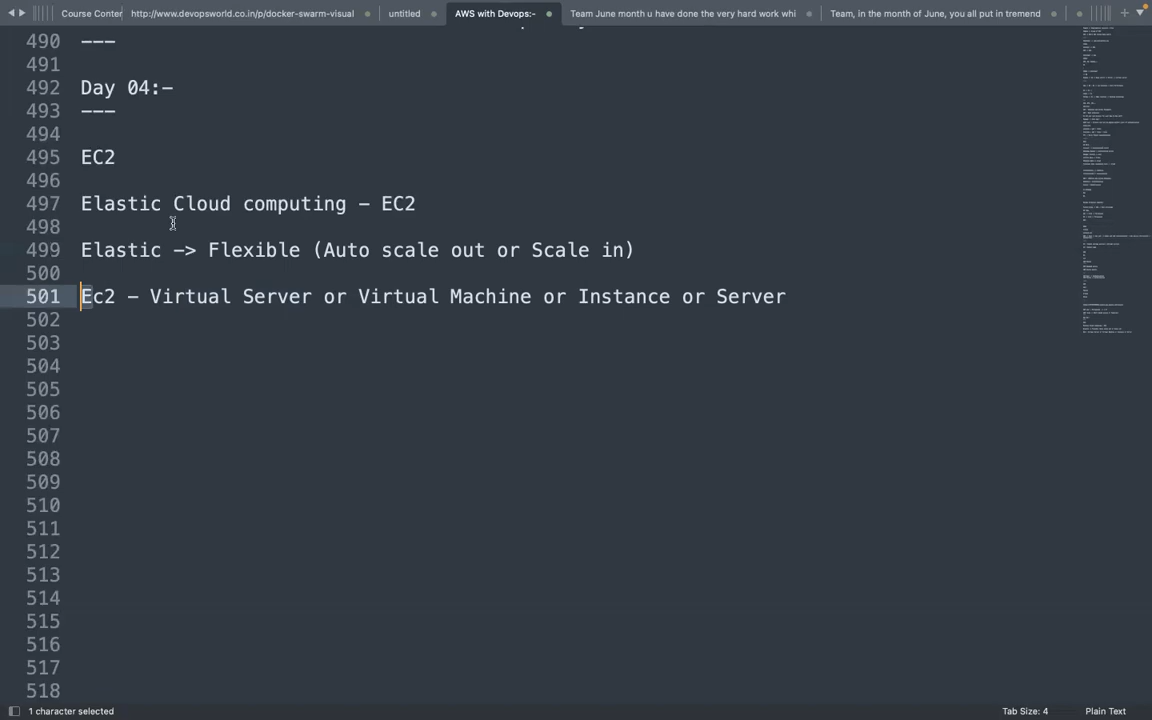 Course Conten
http://www.devopsworld.co.in/p/docker-swarm-visual
untitled
AWS with Devops:-
Team June month u have done the very hard work whi
Team, in the month of June, you all put in tremend
490 ---
491
492 Day 04:-
493 ---
494
495 EC2
496
497 Elastic Cloud computing - EC2
498
499 Elastic -> Flexible (Auto scale out or Scale in)
500
501 Ec2 - Virtual Server or Virtual Machine or Instance or Server
502
503
504
505
506
507
508
509
510
511
512
513
514
515
516
517
518
1 character selected
Tab Size: 4
Plain Text